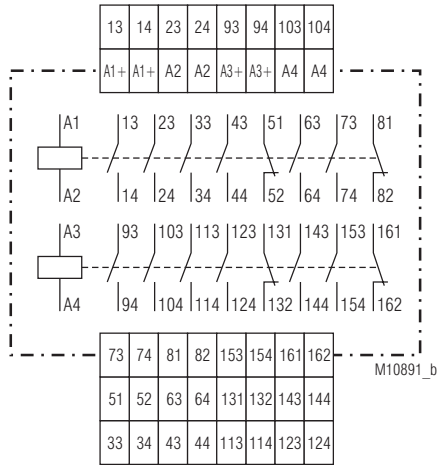 13 14 23 24 93 94 103 104
A1+ A1+ A2 A2 A3+ A3+ A4 A4
A1 13 23 33 43 51 63 73 81
A2 14 24 34 44 52 64 74 82
A3 93 103 113 123 131 143 153 161
A4 94 104 114 124 132 144 154 162
73 74 81 82 153 154 161 162
M10891_b
51 52 63 64 131 132 143 144
33 34 43 44 113 114 123 124